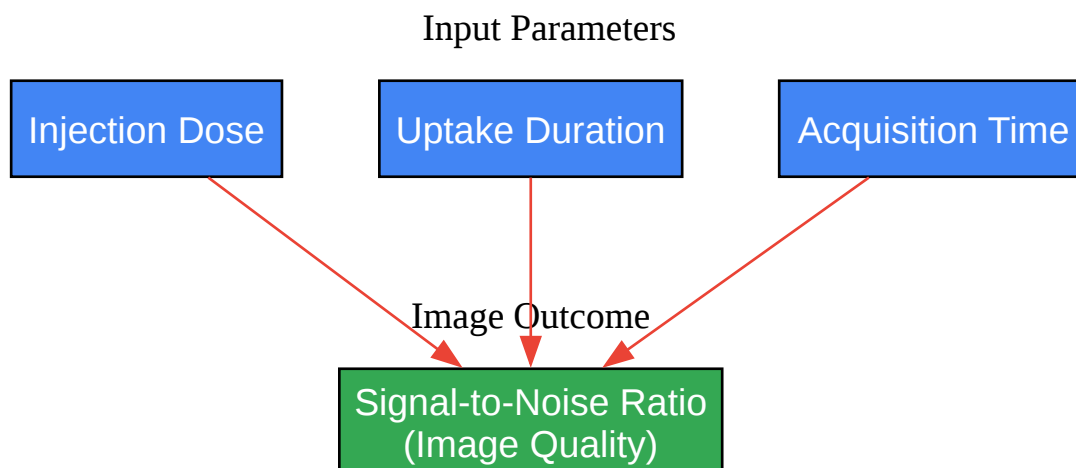 Input Parameters
Injection Dose
Uptake Duration
Acquisition Time
Image Outcome
Signal-to-Noise Ratio
(Image Quality)